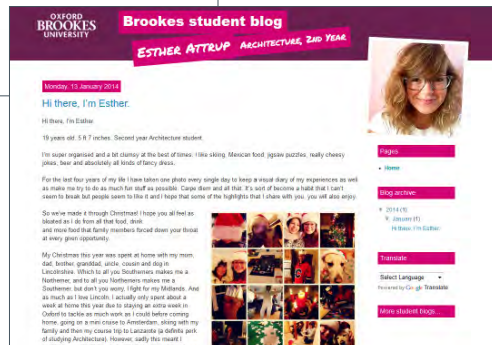 OXFORD
BROOKES
UNIVERSITY
Brookes student blog
ESTHER ATTRUP ARCHITECTURE, 2ND YEAR
Monday, 13 January 2014
Hi there, I'm Esther.
Hi there, I'm Esther
19 years old. 5 ft 7 inches. Second year Architecture student.
I'm super organised and a bit clumsy at the best of times. I like skiing, Mexican food, jigsaw puzzles, really cheesy
jokes, beer and absolutely all kinds of fancy dress.
For the last four years of my life I have taken one photo every single day to keep a visual diary of my experiences as well
as make me try to do as much fun stuff as possible. Carpe diem and all that. It's sort of become a habit that I can't
seem to break but people seem to like it and I hope that some of the highlights that I share with you, you will also enjoy.
So we've made it through Christmas! I hope you all feel as
bloated as I do from all that food, drink
and more food that family members forced down your throat
at every given opportunity.
My Christmas this year was spent at home with my mom,
dad, brother, granddad, uncle, cousin and dog in
Lincolnshire. Which to all you Southerners makes me a
Northerner, and to all you Northerners makes me a
Southerner, but don't you worry, I fight for my Midlands. And
as much as I love Lincoln, I actually only spent about a
week at home this year due to staying an extra week in
Oxford to tackle as much work as I could before coming
home, going on a mini cruise to Amsterdam, skiing with my
family and then my course trip to Lanzarote (a definite perk
of studying Architecture). However, sadly this meant I
Pages
Home
Blog archive
▼ 2014 (1)
▼ January (1)
Hi there, I'm Esther.
Translate
Select Language
Powered by Google Translate
More student blogs...